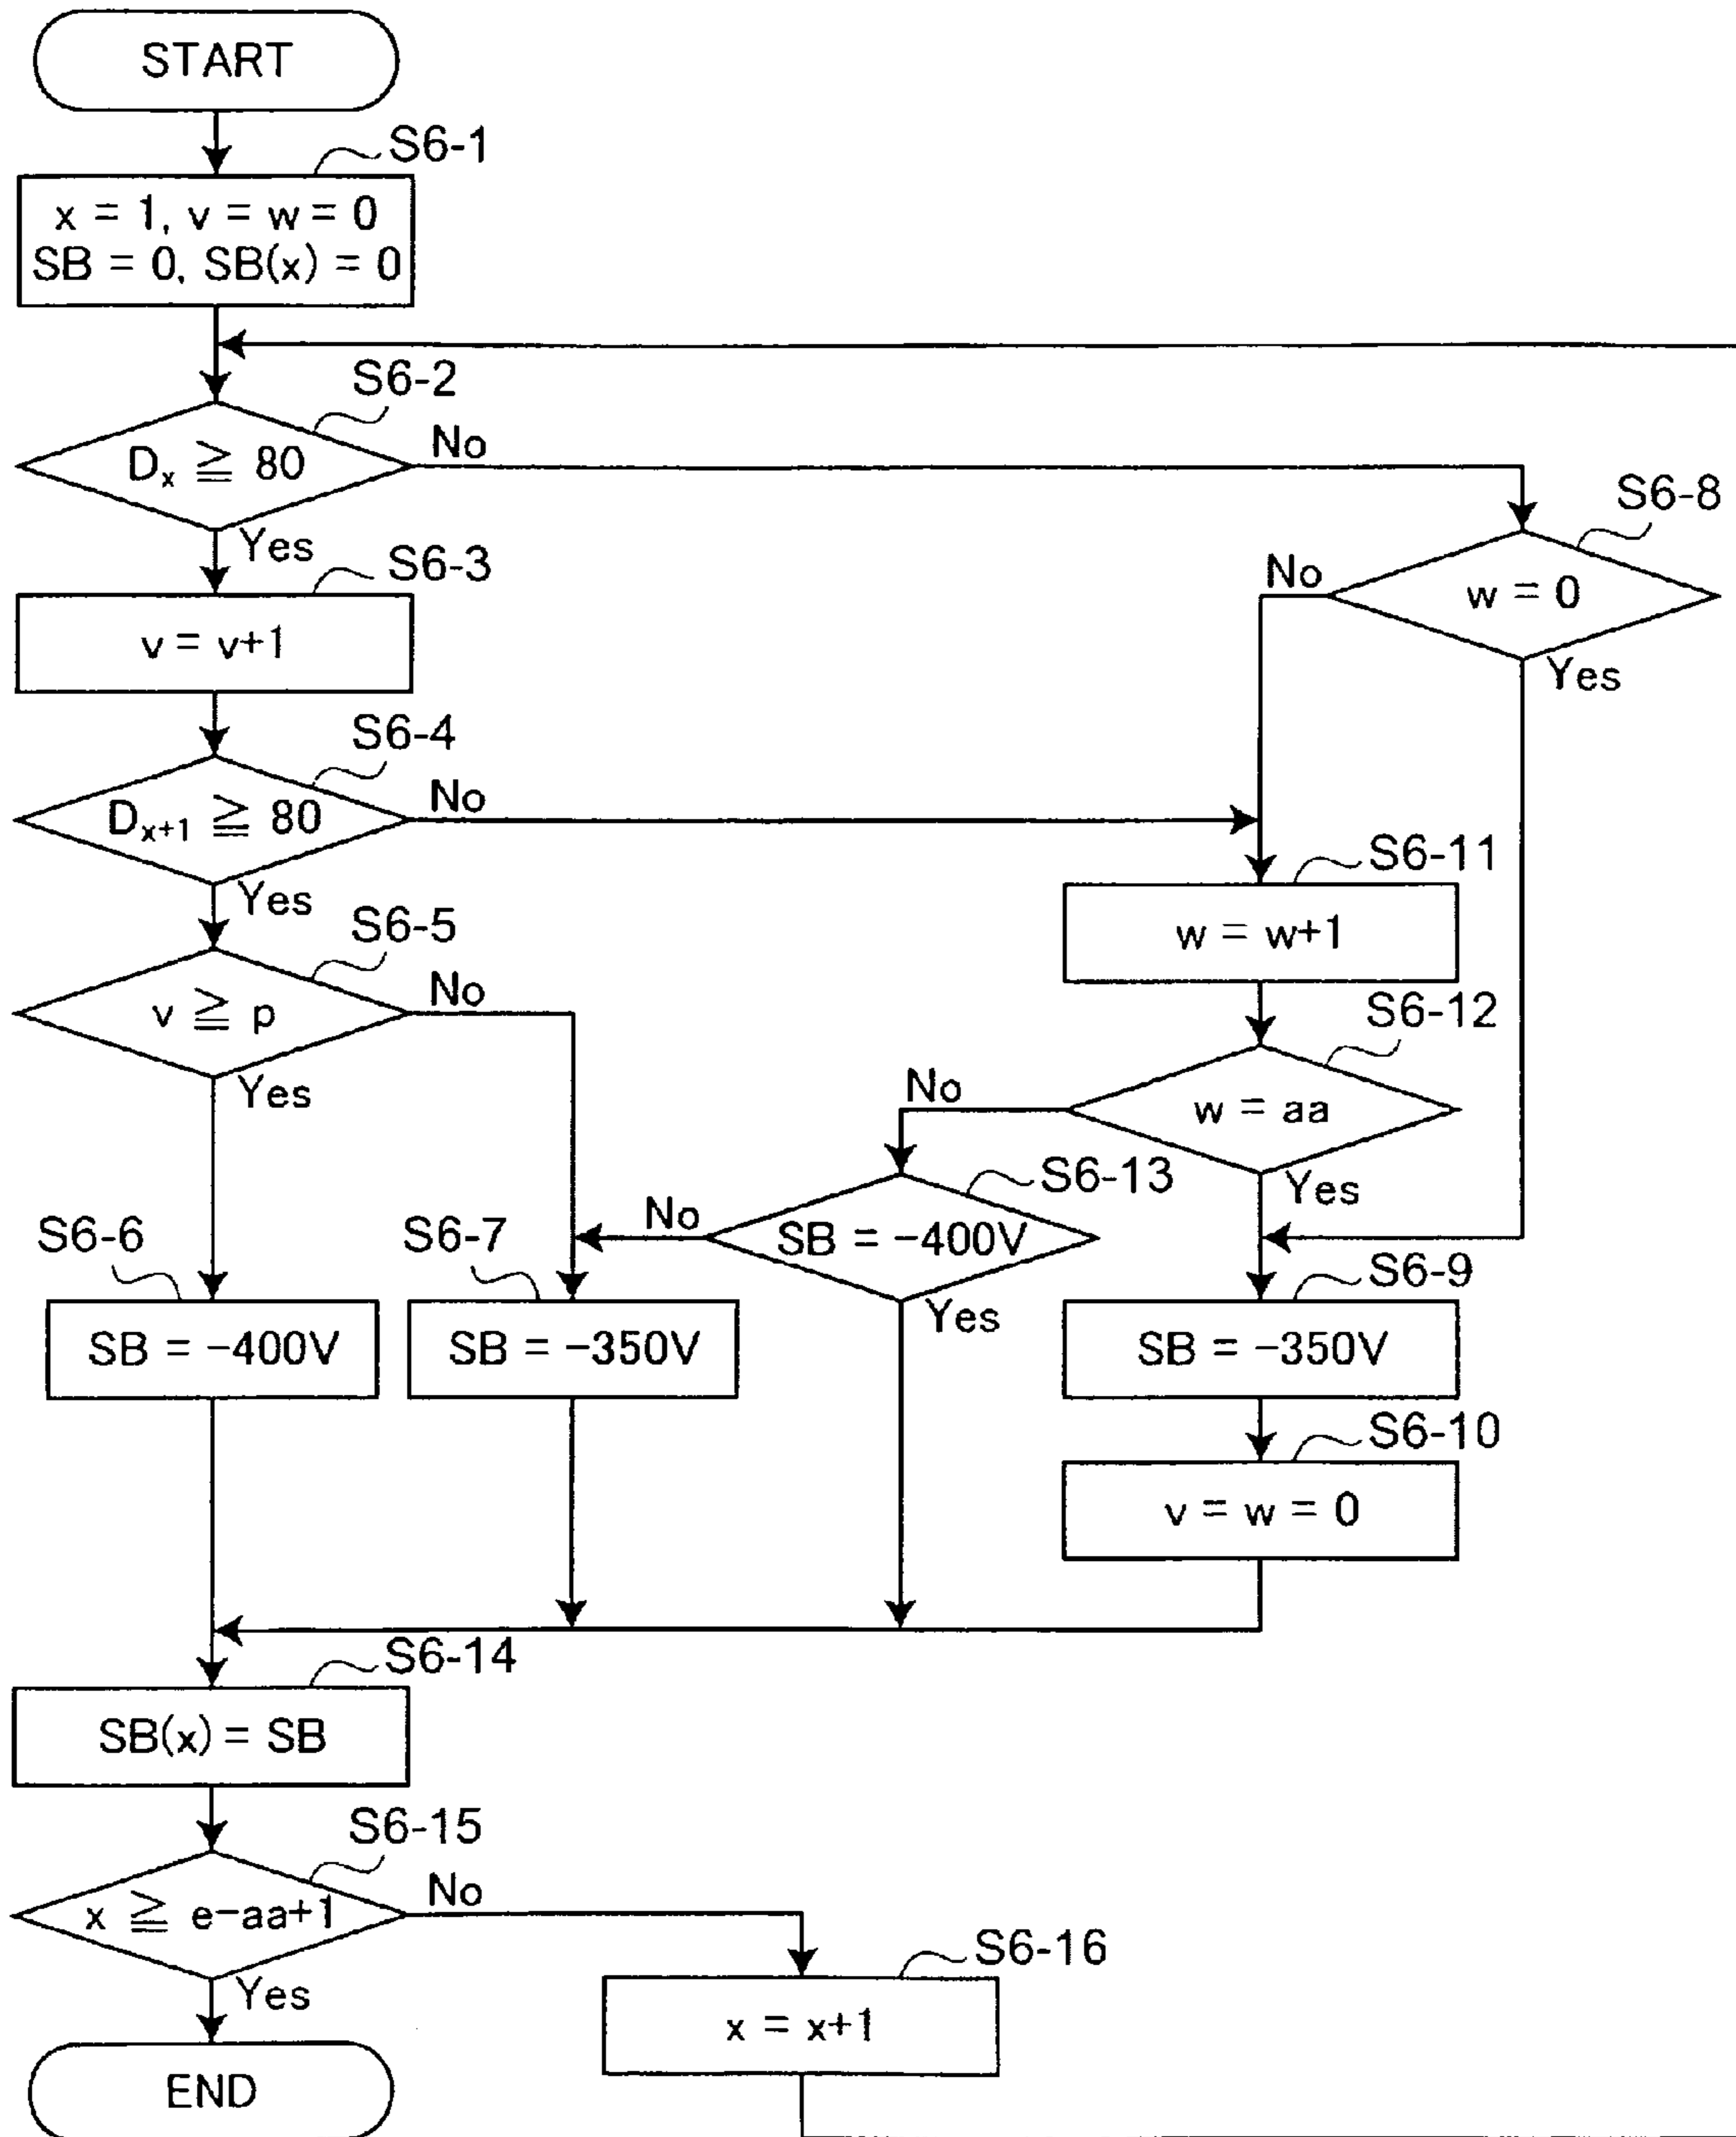 START
S6-1
x = 1, v = w = 0
SB = 0, SB(x) = 0
S6-2
Dx ≧ 80
No
Yes
S6-8
w = 0
No
Yes
S6-3
v = v+1
S6-4
Dx+1 ≧ 80
No
Yes
S6-11
w = w+1
S6-5
v ≧ p
No
Yes
S6-12
w = aa
No
Yes
S6-13
SB = −400V
No
Yes
S6-6
SB = −400V
S6-7
SB = −350V
S6-9
SB = −350V
S6-10
v = w = 0
S6-14
SB(x) = SB
S6-15
x ≧ e−aa+1
No
Yes
S6-16
x = x+1
END